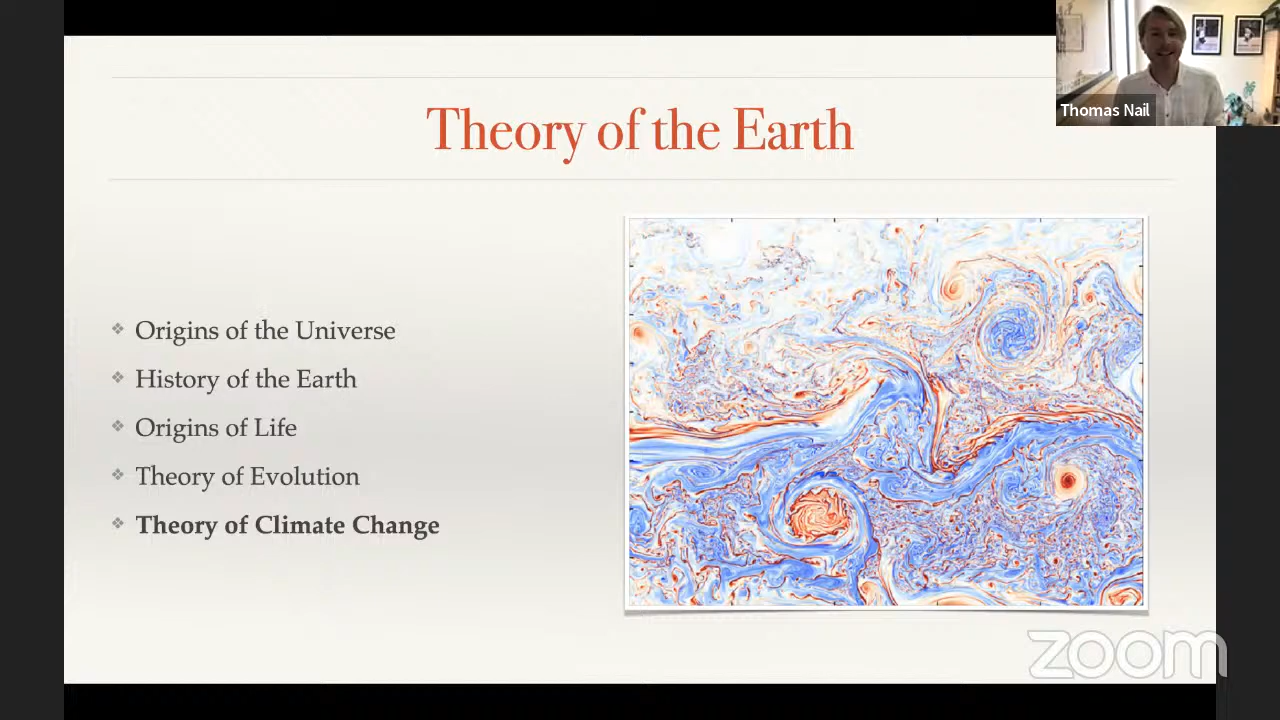 Theory of the Earth
Thomas Nail
Origins of the Universe
History of the Earth
Origins of Life
Theory of Evolution
Theory of Climate Change
zoom